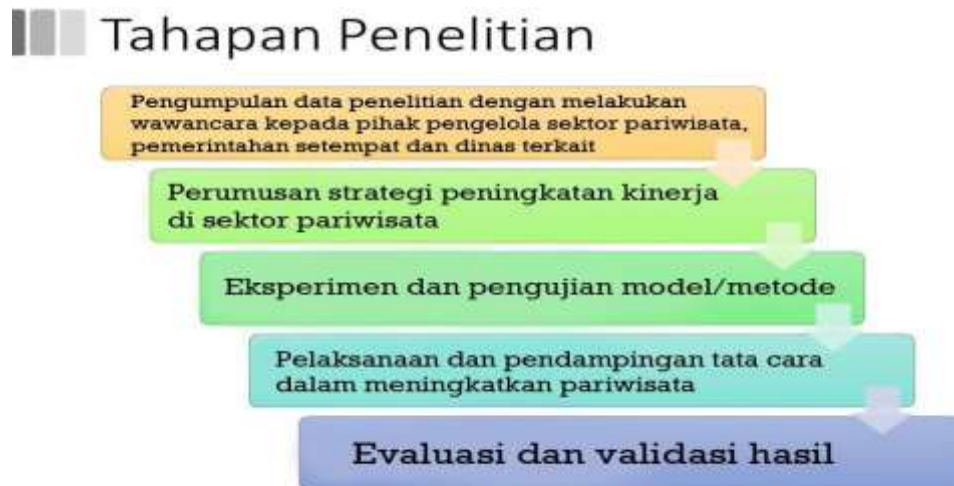 Tahapan Penelitian
Pengumpulan data penelitian dengan melakukan
wawancara kepada pihak pengelola sektor pariwisata,
pemerintahan setempat dan dinas terkait
Perumusan strategi peningkatan kinerja
di sektor pariwisata
Eksperimen dan pengujian model/metode
Pelaksanaan dan pendampingan tata cara
dalam meningkatkan pariwisata
Evaluasi dan validasi hasil